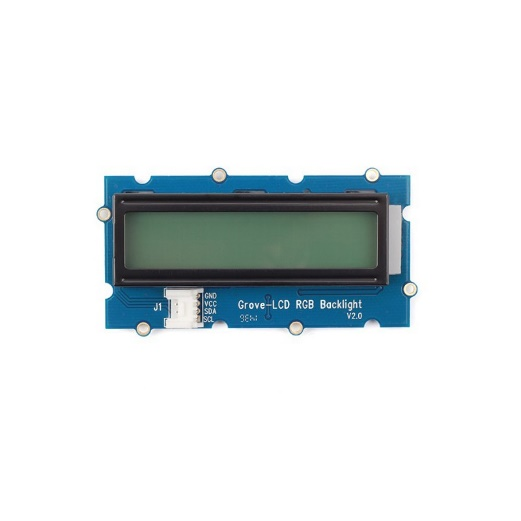 J1
GND
VCC
SDA
SCL
Grove-LCD RGB Backlight
V2.0